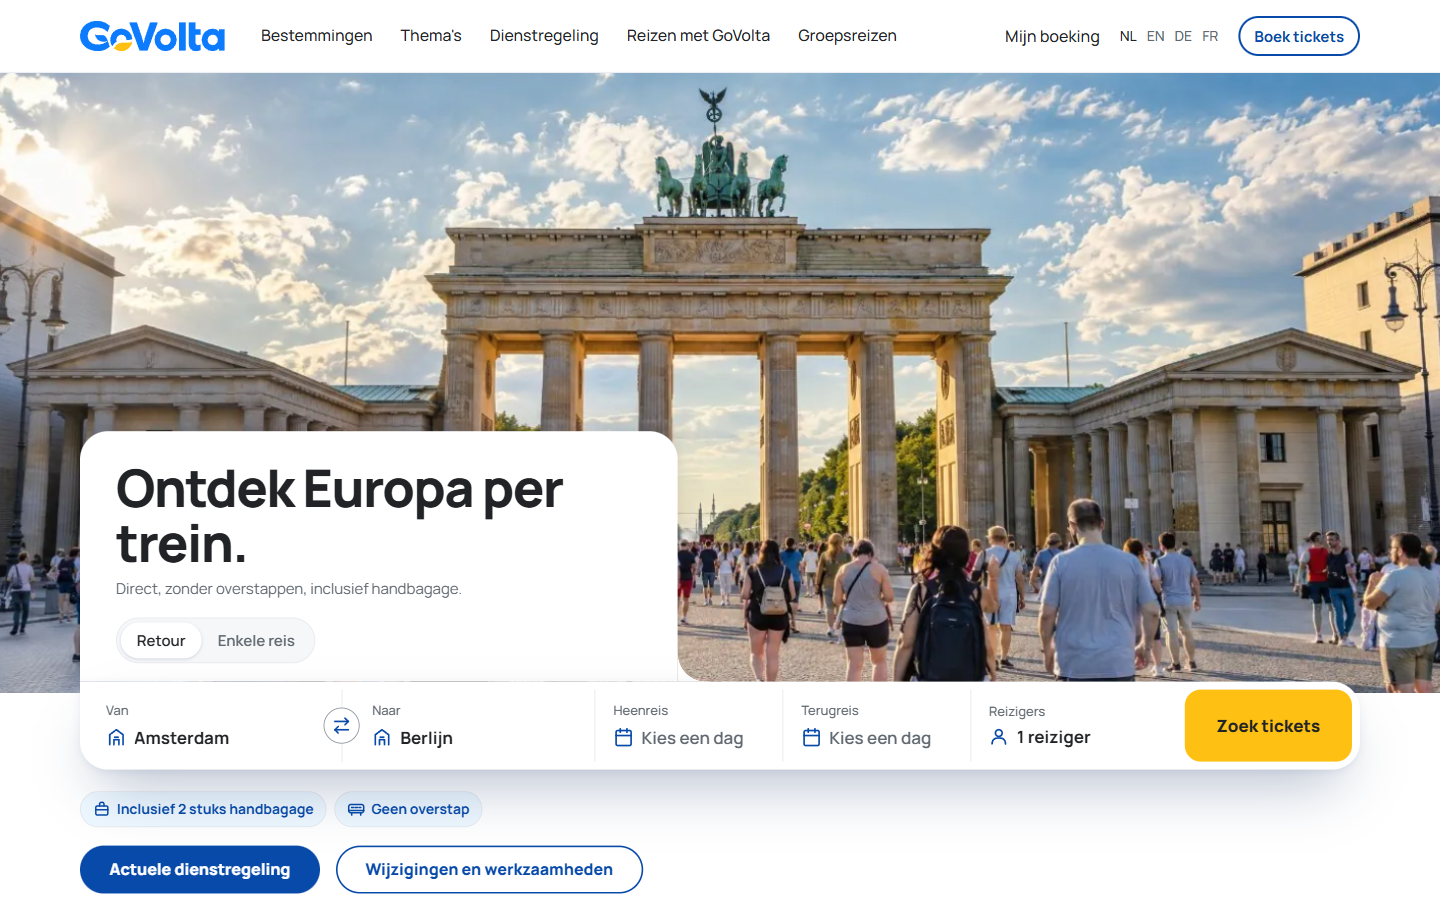 GoVolta
Bestemmingen
Thema's
Dienstregeling
Reizen met GoVolta
Groepsreizen
Mijn boeking
NL EN DE FR
Boek tickets
Ontdek Europa per
trein.
Direct, zonder overstappen, inclusief handbagage.
Retour
Enkele reis
Van
Amsterdam
Naar
Berlijn
Heenreis
Kies een dag
Terugreis
Kies een dag
Reizigers
1 reiziger
Zoek tickets
Inclusief 2 stuks handbagage
Geen overstap
Actuele dienstregeling
Wijzigingen en werkzaamheden